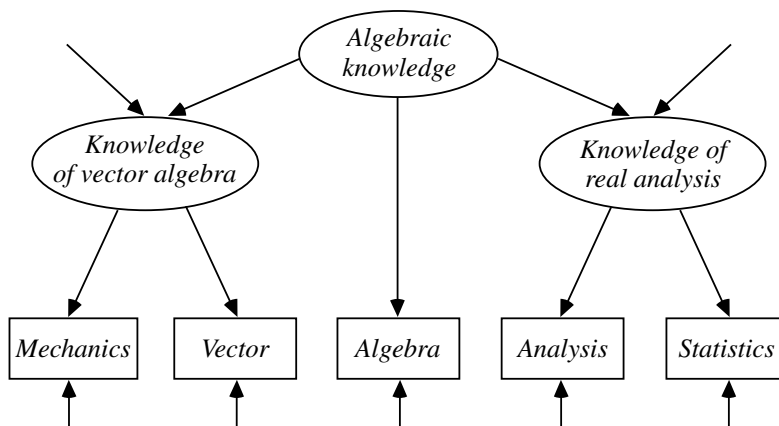 Algebraic
knowledge
Knowledge
of vector algebra
Knowledge of
real analysis
Mechanics
Vector
Algebra
Analysis
Statistics